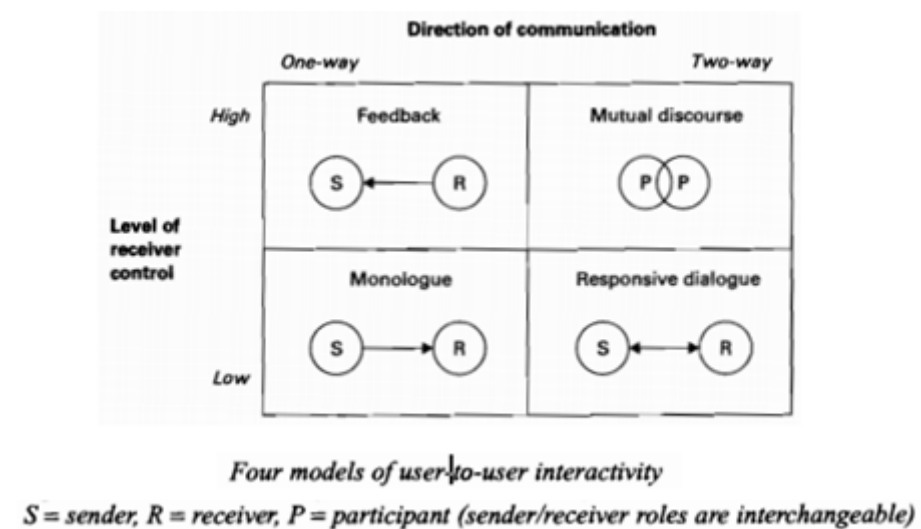 Direction of communication
One-way Two-way
High Feedback Mutual discourse
S R P P
Level of
receiver
control
Monologue Responsive dialogue
S R S R
Low
Four models of user-to-user interactivity
S = sender, R = receiver, P = participant (sender/receiver roles are interchangeable)